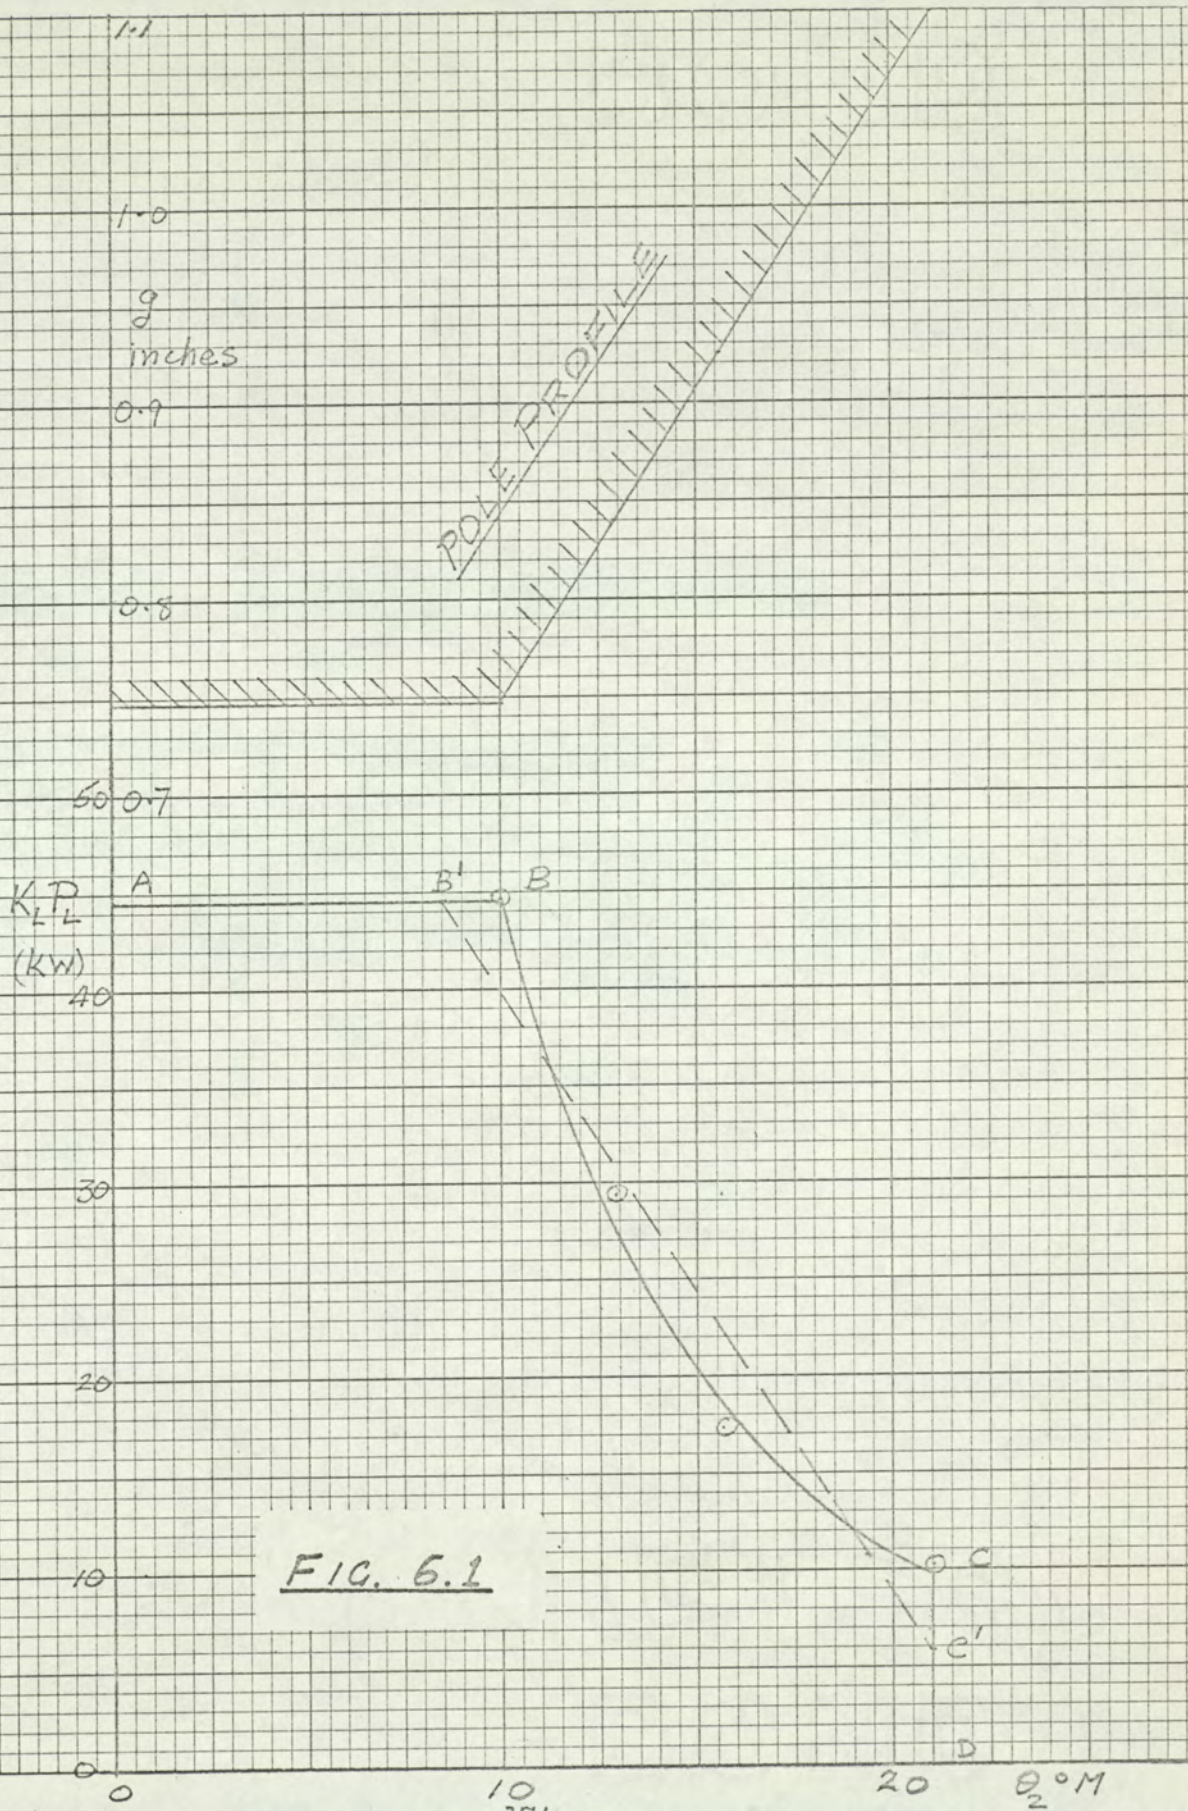 1.1
1.0
g
inches
0.9
POLE PROFILE
0.8
50 0.7
A B' B
K_L P_L
(KW)
40
30
20
10
FIG. 6.1
C
C'
D
0
0 10 20 θ_2 °M